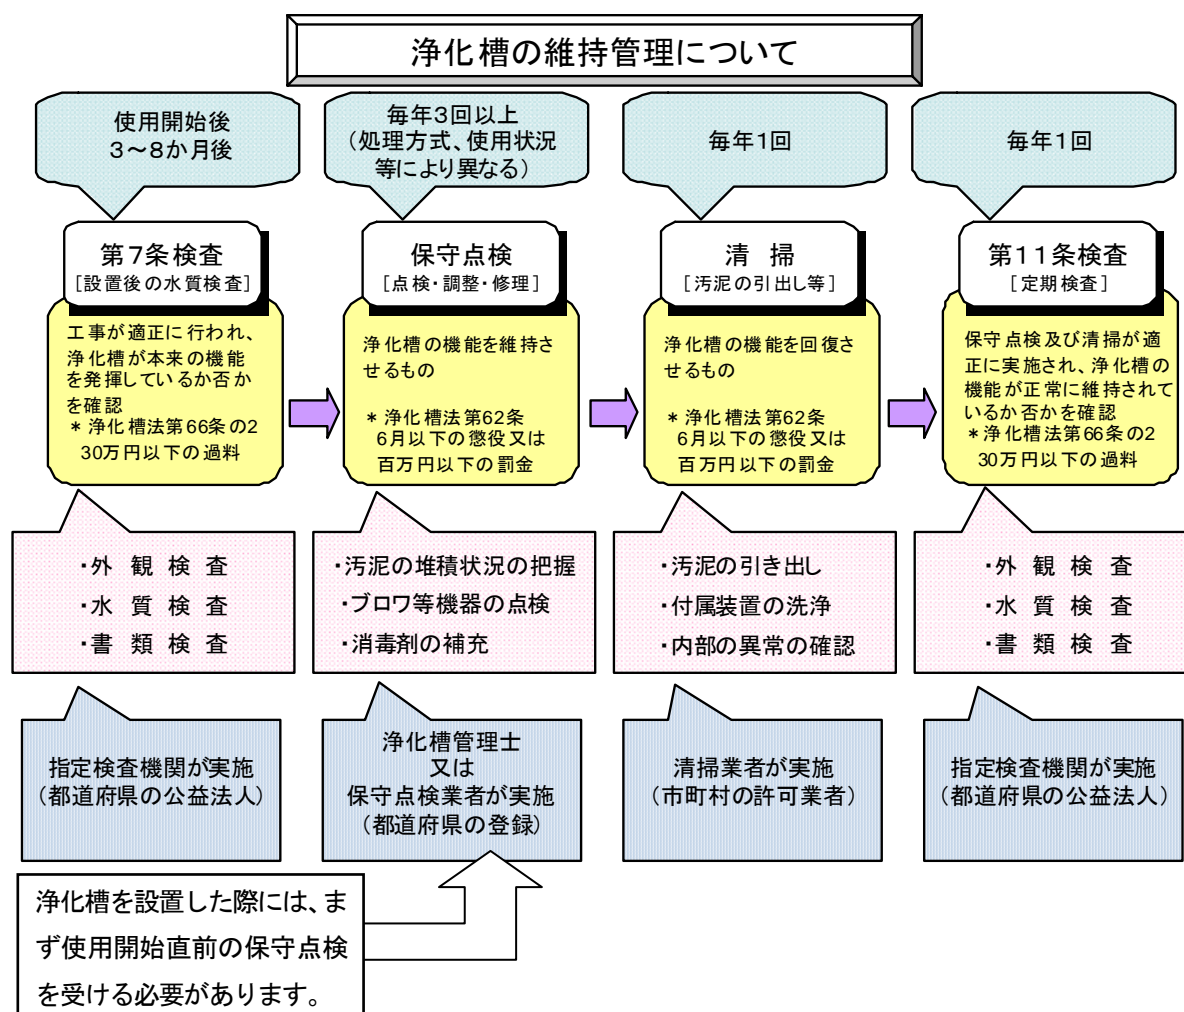 浄化槽の維持管理について
使用開始後
3～8か月後
第7条検査
[設置後の水質検査]
工事が適正に行われ、
浄化槽が本来の機能
を発揮しているか否か
を確認
＊浄化槽法第66条の2
30万円以下の過料
・外観検査
・水質検査
・書類検査
指定検査機関が実施
(都道府県の公益法人)
毎年3回以上
(処理方式、使用状況
等により異なる)
保守点検
[点検・調整・修理]
浄化槽の機能を維持さ
せるもの
＊浄化槽法第62条
6月以下の懲役又は
百万円以下の罰金
・汚泥の堆積状況の把握
・ブロワ等機器の点検
・消毒剤の補充
浄化槽管理士
又は
保守点検業者が実施
(都道府県の登録)
毎年1回
清 掃
[汚泥の引出し等]
浄化槽の機能を回復さ
せるもの
＊浄化槽法第62条
6月以下の懲役又は
百万円以下の罰金
・汚泥の引き出し
・付属装置の洗浄
・内部の異常の確認
清掃業者が実施
(市町村の許可業者)
毎年1回
第11条検査
[定期検査]
保守点検及び清掃が適
正に実施され、浄化槽の
機能が正常に維持されて
いるか否かを確認
＊浄化槽法第66条の2
30万円以下の過料
・外観検査
・水質検査
・書類検査
指定検査機関が実施
(都道府県の公益法人)
浄化槽を設置した際には、ま
ず使用開始直前の保守点検
を受ける必要があります。